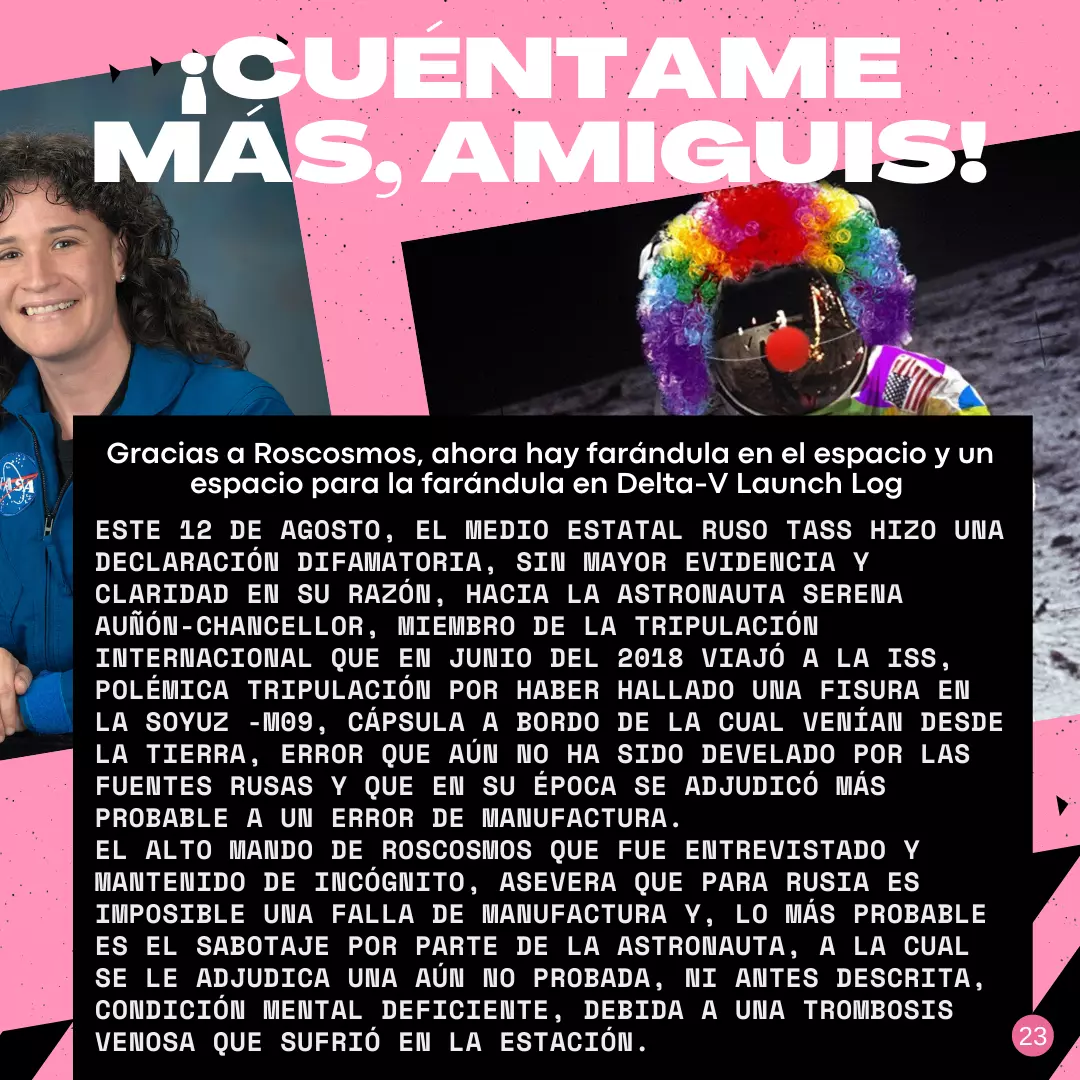 ¡CUÉNTAME
MÁS, AMIGUIS!
Gracias a Roscosmos, ahora hay farándula en el espacio y un
espacio para la farándula en Delta-V Launch Log
ESTE 12 DE AGOSTO, EL MEDIO ESTATAL RUSO TASS HIZO UNA
DECLARACIÓN DIFAMATORIA, SIN MAYOR EVIDENCIA Y
CLARIDAD EN SU RAZÓN, HACIA LA ASTRONAUTA SERENA
AUÑÓN-CHANCELLOR, MIEMBRO DE LA TRIPULACIÓN
INTERNACIONAL QUE EN JUNIO DEL 2018 VIAJÓ A LA ISS,
POLÉMICA TRIPULACIÓN POR HABER HALLADO UNA FISURA EN
LA SOYUZ -M09, CÁPSULA A BORDO DE LA CUAL VENÍAN DESDE
LA TIERRA, ERROR QUE AÚN NO HA SIDO DEVELADO POR LAS
FUENTES RUSAS Y QUE EN SU ÉPOCA SE ADJUDICÓ MÁS
PROBABLE A UN ERROR DE MANUFACTURA.
EL ALTO MANDO DE ROSCOSMOS QUE FUE ENTREVISTADO Y
MANTENIDO DE INCÓGNITO, ASEVERA QUE PARA RUSIA ES
IMPOSIBLE UNA FALLA DE MANUFACTURA Y, LO MÁS PROBABLE
ES EL SABOTAJE POR PARTE DE LA ASTRONAUTA, A LA CUAL
SE LE ADJUDICA UNA AÚN NO PROBADA, NI ANTES DESCRITA,
CONDICIÓN MENTAL DEFICIENTE, DEBIDA A UNA TROMBOSIS
VENOSA QUE SUFRIÓ EN LA ESTACIÓN.
23